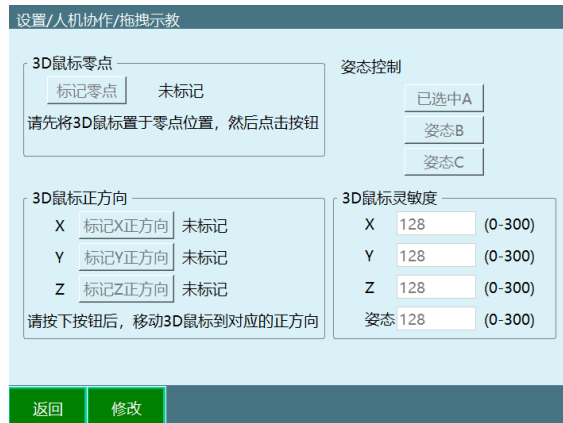 设置/人机协作/拖拽示教
3D鼠标零点
标记零点 未标记
请先将3D鼠标置于零点位置，然后点击按钮
姿态控制
已选中A
姿态B
姿态C
3D鼠标正方向
X 标记X正方向 未标记
Y 标记Y正方向 未标记
Z 标记Z正方向 未标记
请按下按钮后，移动3D鼠标到对应的正方向
3D鼠标灵敏度
X 128 (0-300)
Y 128 (0-300)
Z 128 (0-300)
姿态 128 (0-300)
返回 修改